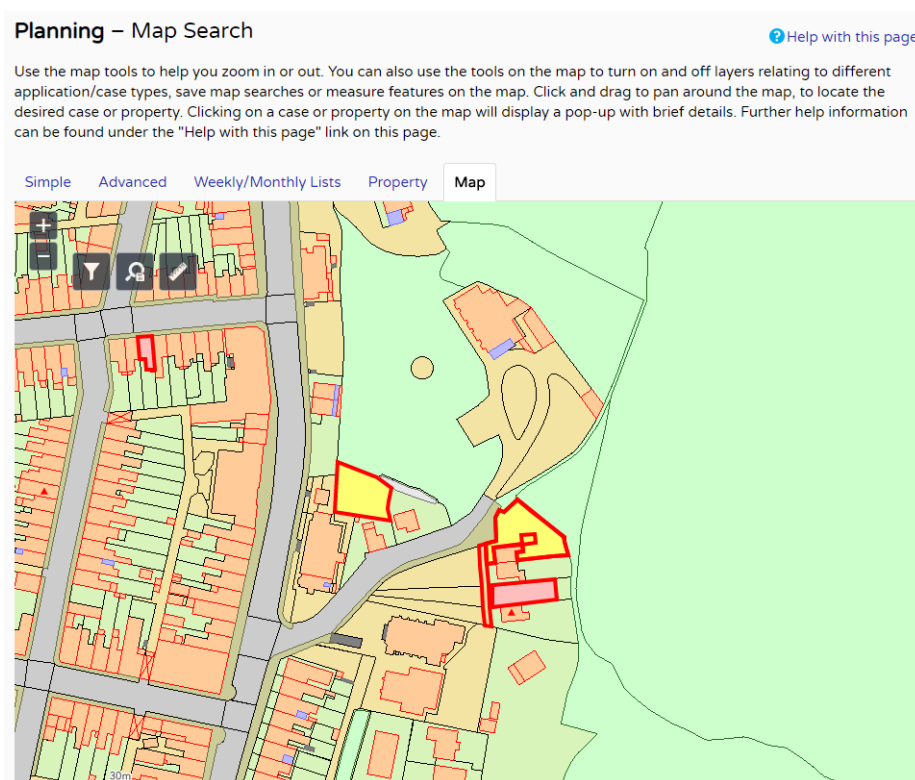 Planning – Map Search
Help with this page
Use the map tools to help you zoom in or out. You can also use the tools on the map to turn on and off layers relating to different
application/case types, save map searches or measure features on the map. Click and drag to pan around the map, to locate the
desired case or property. Clicking on a case or property on the map will display a pop-up with brief details. Further help information
can be found under the "Help with this page" link on this page.
Simple Advanced Weekly/Monthly Lists Property Map
30m